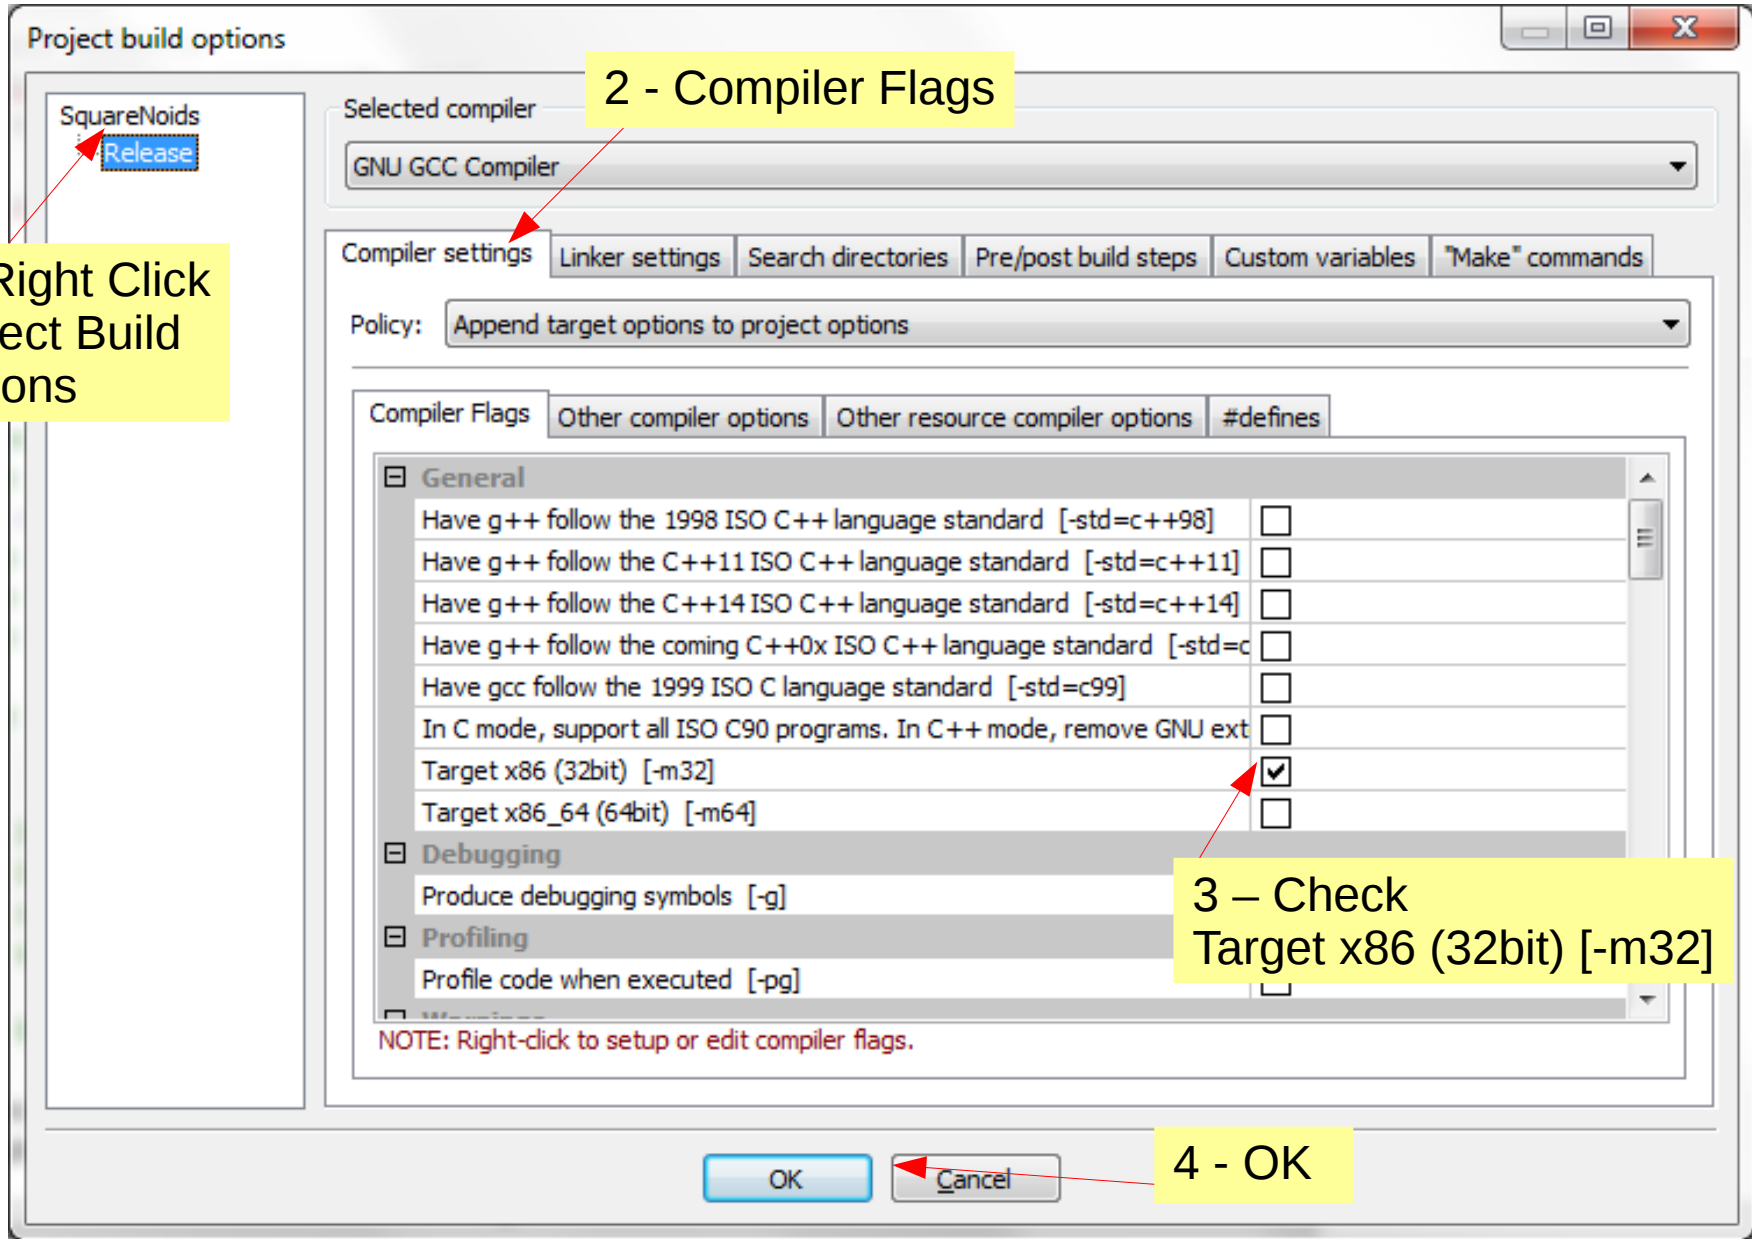 Project build options
2 - Compiler Flags
SquareNoids
Release
Selected compiler
GNU GCC Compiler
Right Click
ect Build
ons
Compiler settings Linker settings Search directories Pre/post build steps Custom variables "Make" commands
Policy: Append target options to project options
Compiler Flags Other compiler options Other resource compiler options #defines
General
Have g++ follow the 1998 ISO C++ language standard [-std=c++98]
Have g++ follow the C++11 ISO C++ language standard [-std=c++11]
Have g++ follow the C++14 ISO C++ language standard [-std=c++14]
Have g++ follow the coming C++0x ISO C++ language standard [-std=c
Have gcc follow the 1999 ISO C language standard [-std=c99]
In C mode, support all ISO C90 programs. In C++ mode, remove GNU ext
Target x86 (32bit) [-m32]
Target x86_64 (64bit) [-m64]
Debugging
Produce debugging symbols [-g]
Profiling
Profile code when executed [-pg]
3 – Check
Target x86 (32bit) [-m32]
Warnings
NOTE: Right-click to setup or edit compiler flags.
OK
Cancel
4 - OK